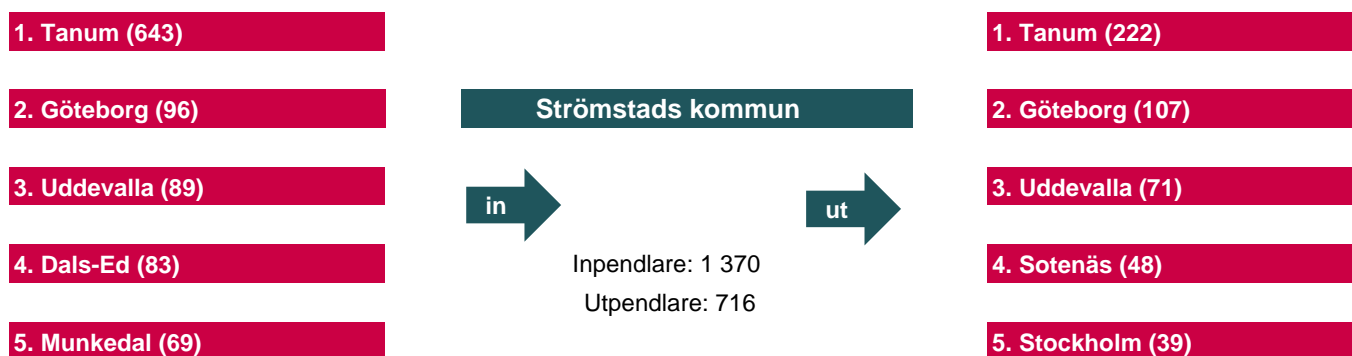 1. Tanum (643)
2. Göteborg (96)
3. Uddevalla (89)
4. Dals-Ed (83)
5. Munkedal (69)
Strömstads kommun
in
ut
Inpendlare: 1 370
Utpendlare: 716
1. Tanum (222)
2. Göteborg (107)
3. Uddevalla (71)
4. Sotenäs (48)
5. Stockholm (39)